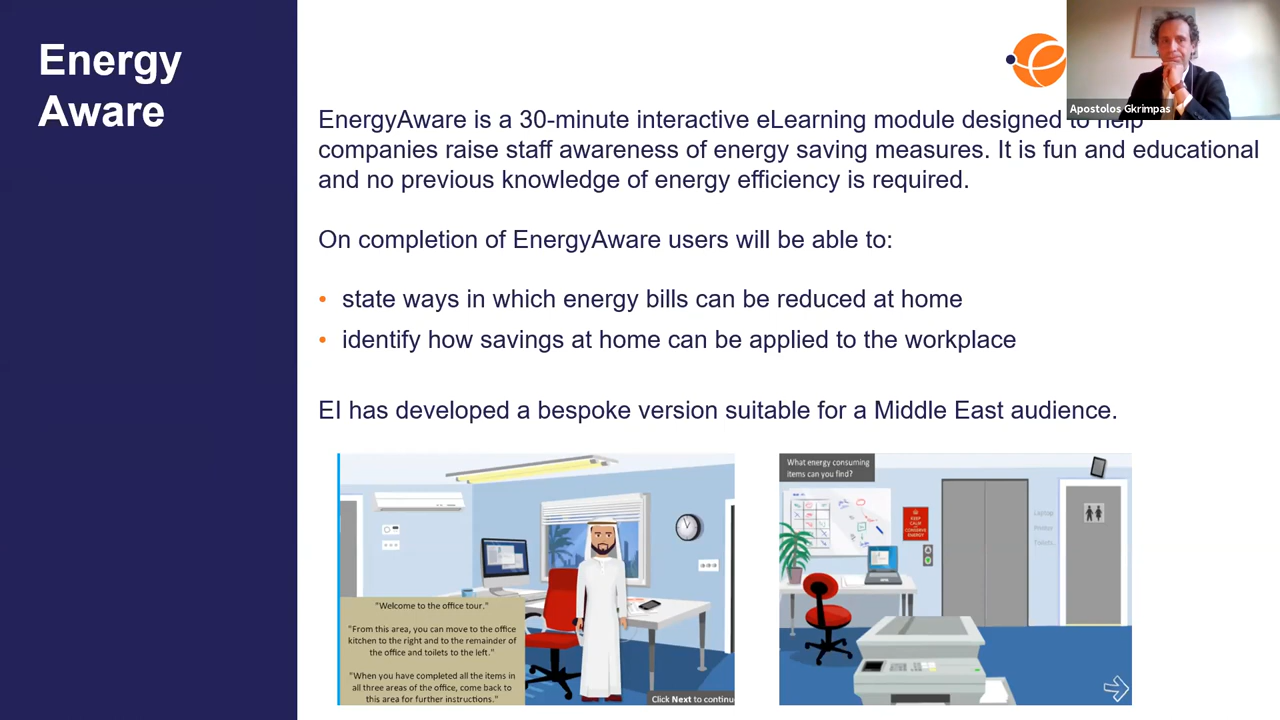 Energy
Aware
Apostolos Gkrimpas
EnergyAware is a 30-minute interactive eLearning module designed to help
companies raise staff awareness of energy saving measures. It is fun and educational
and no previous knowledge of energy efficiency is required.
On completion of EnergyAware users will be able to:
• state ways in which energy bills can be reduced at home
• identify how savings at home can be applied to the workplace
EI has developed a bespoke version suitable for a Middle East audience.
"Welcome to the office tour."
"From this area, you can move to the office
kitchen to the right and to the remainder of
the office and toilets to the left."
"When you have completed all the items in
all three areas of the office, come back to
this area for further instructions."
Click Next to continu
What energy consuming
items can you find?
KEEP
CALM
CONSERVE
ENERGY
Laptop
Printer
Toilets..